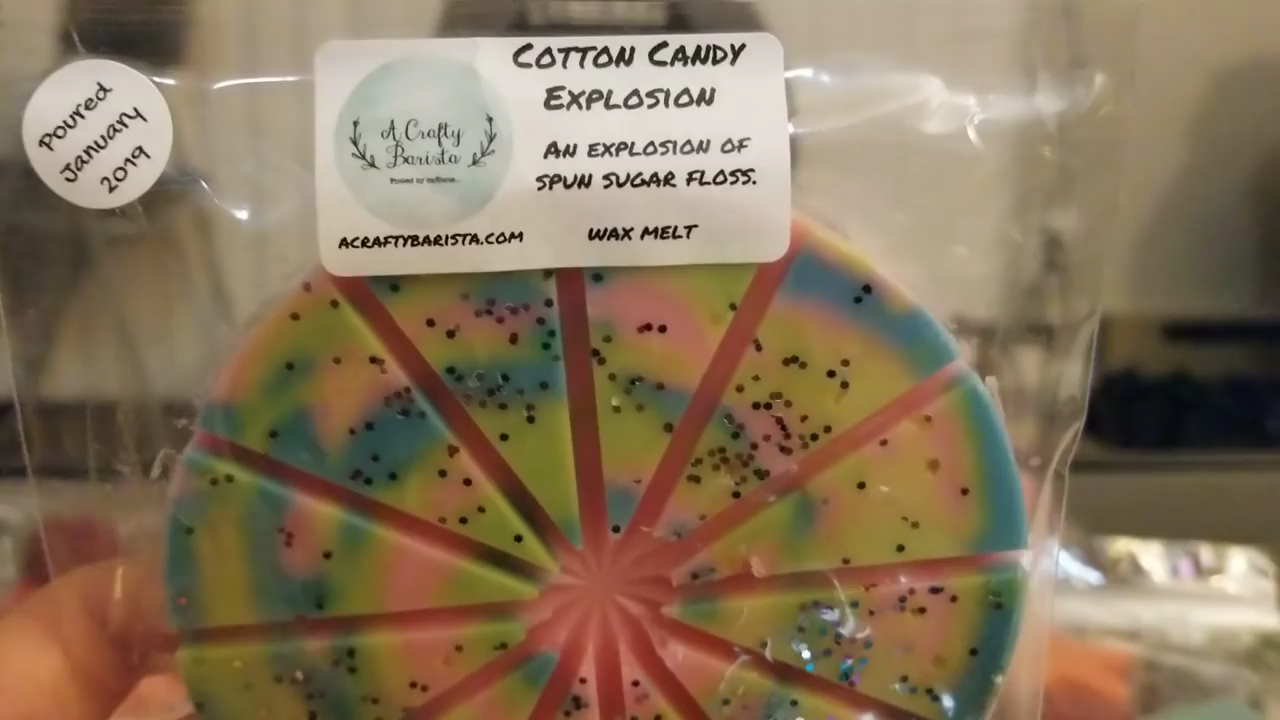 Poured
January
2019
COTTON CANDY
EXPLOSION
AN EXPLOSION OF
SPUN SUGAR FLOSS.
WAX MELT
A Crafty
Barista
ACRAFTYBARISTA.COM